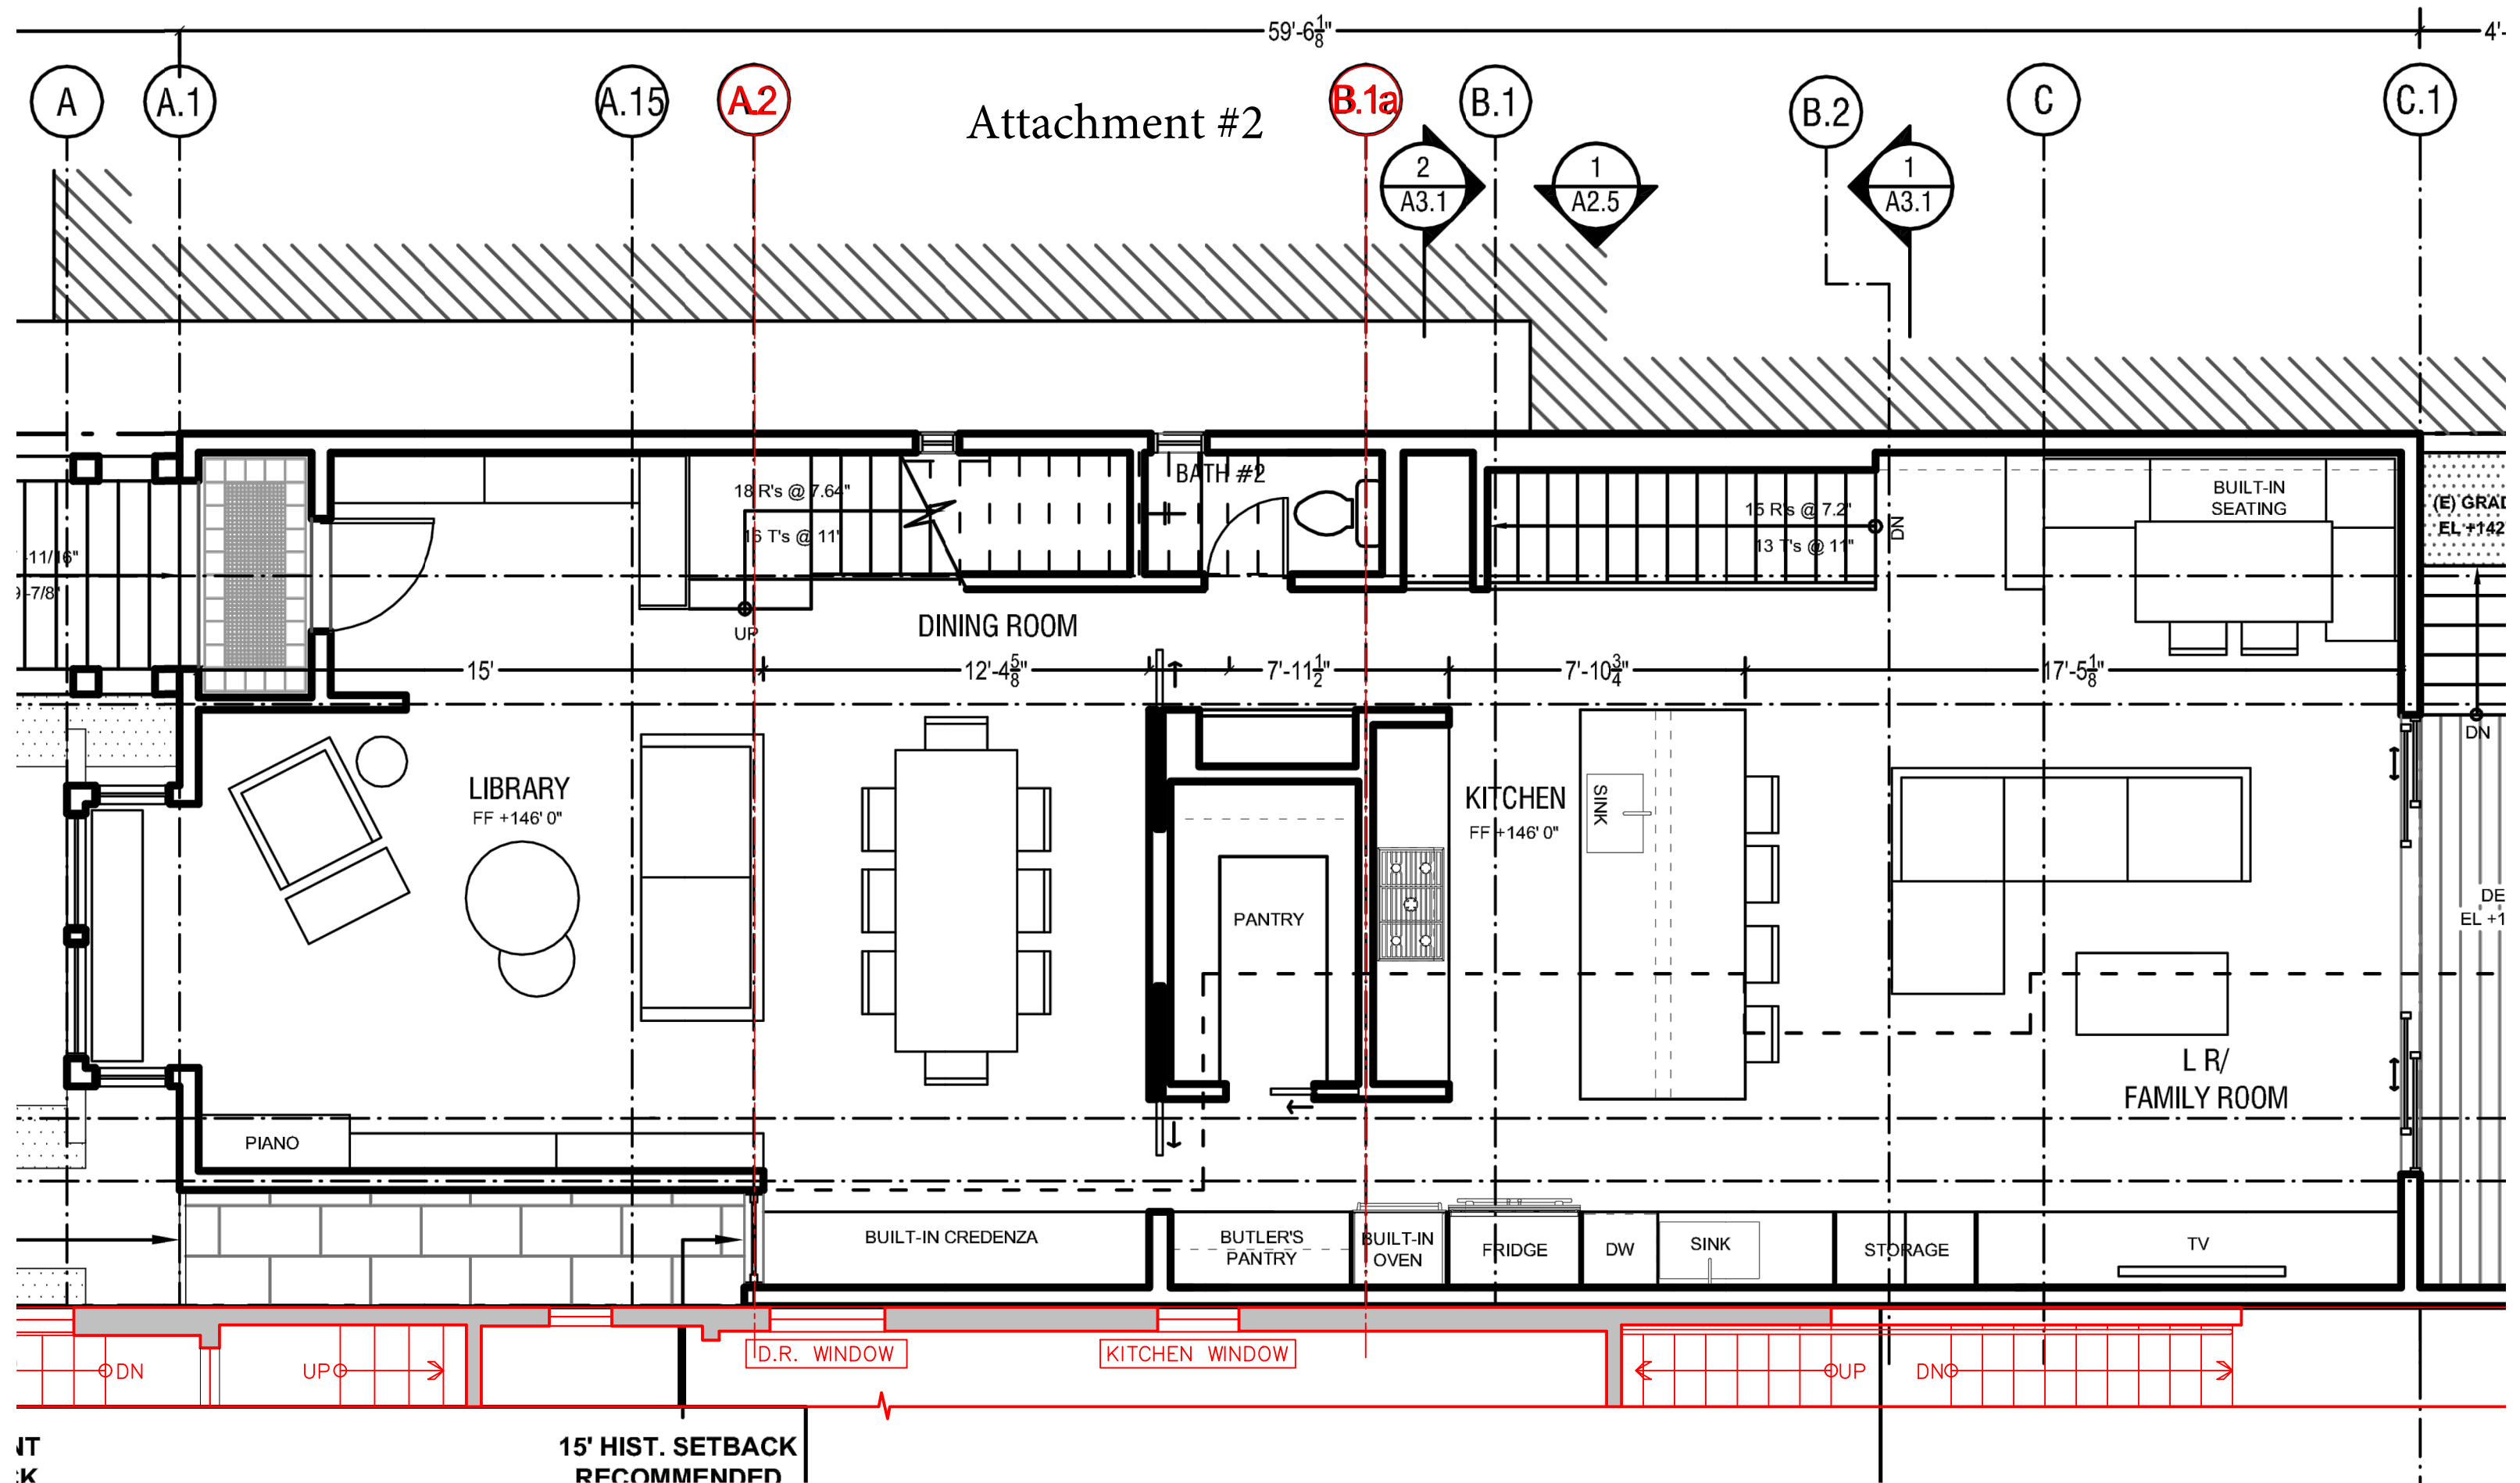 59'-6 1/8"
4'-
A
A.1
A.15
A.2
B.1a
B.1
B.2
C
C.1
Attachment #2
2
A3.1
1
A2.5
1
A3.1
BATH #2
18 R's @ 7.64"
16 T's @ 11"
15 R's @ 7.2"
13 T's @ 11"
DN
BUILT-IN
SEATING
(E) GRAD
EL +142
-11/16"
9-7/8"
UP
DINING ROOM
15'
12'-4 5/8"
7'-11 1/2"
7'-10 3/4"
17'-5 1/8"
DN
LIBRARY
FF +146' 0"
KITCHEN
FF +146' 0"
SINK
PANTRY
DE
EL +1
L R/
FAMILY ROOM
PIANO
BUILT-IN CREDENZA
BUTLER'S
PANTRY
BUILT-IN
OVEN
FRIDGE
DW
SINK
STORAGE
TV
DN
UP
D.R. WINDOW
KITCHEN WINDOW
UP
DN
NT
CK
15' HIST. SETBACK
RECOMMENDED